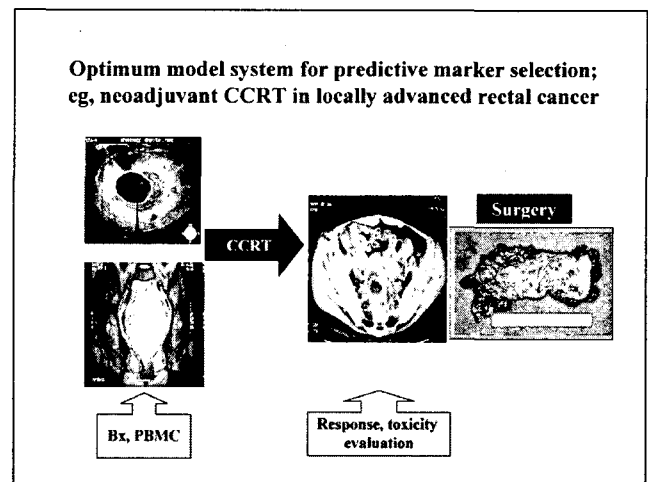 Optimum model system for predictive marker selection;
eg, neoadjuvant CCRT in locally advanced rectal cancer
CCRT
Surgery
Bx, PBMC
Response, toxicity
evaluation